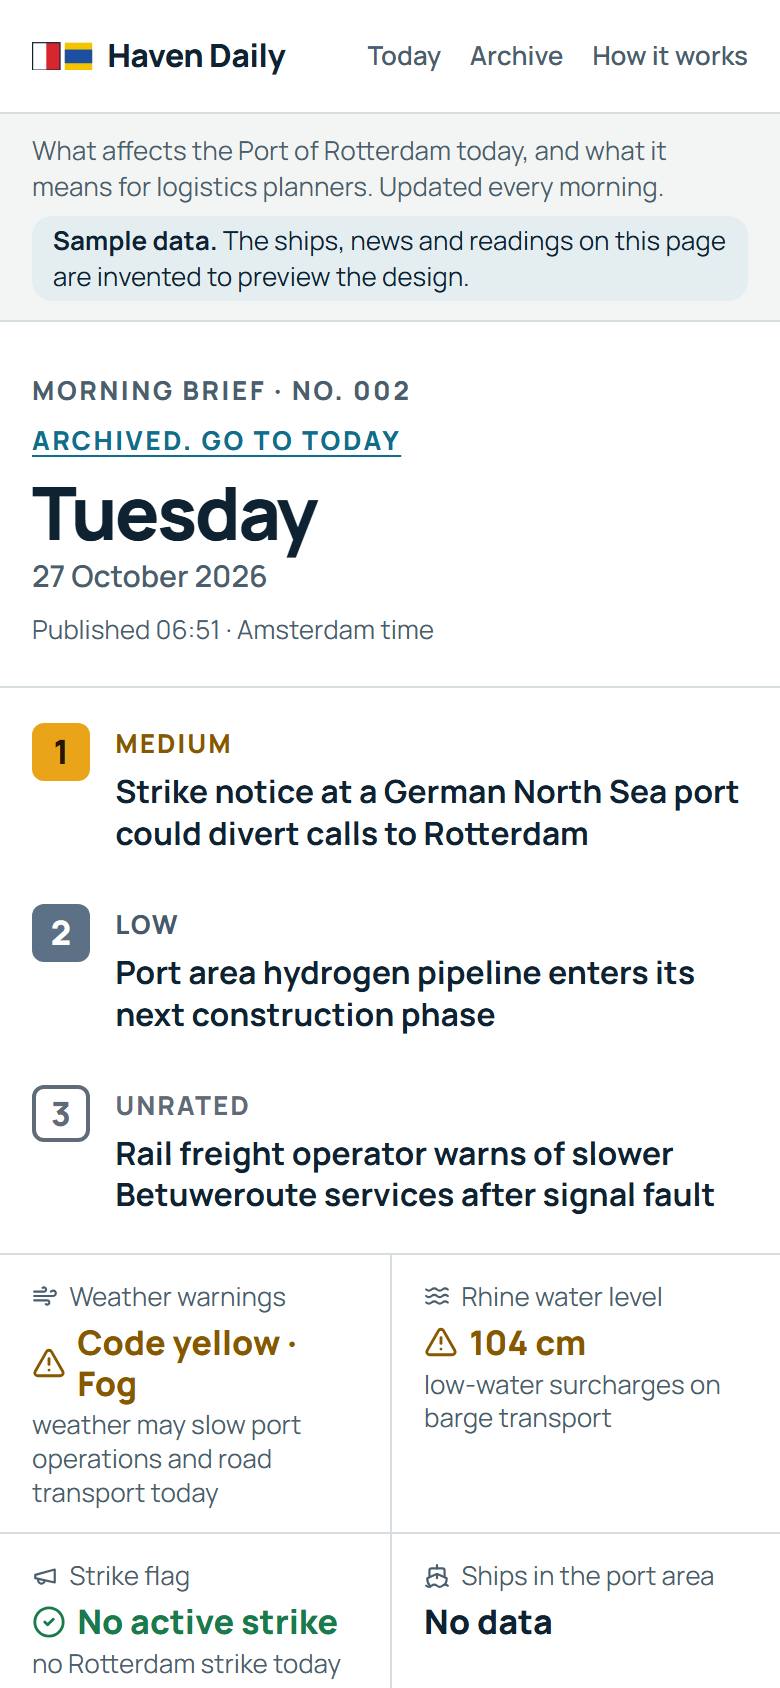 Haven Daily
Today Archive How it works
What affects the Port of Rotterdam today, and what it
means for logistics planners. Updated every morning.
Sample data. The ships, news and readings on this page
are invented to preview the design.
MORNING BRIEF · NO. 002
ARCHIVED. GO TO TODAY
Tuesday
27 October 2026
Published 06:51 · Amsterdam time
1 MEDIUM
Strike notice at a German North Sea port
could divert calls to Rotterdam
2 LOW
Port area hydrogen pipeline enters its
next construction phase
3 UNRATED
Rail freight operator warns of slower
Betuweroute services after signal fault
Weather warnings
Code yellow ·
Fog
weather may slow port
operations and road
transport today
Rhine water level
104 cm
low-water surcharges on
barge transport
Strike flag
No active strike
no Rotterdam strike today
Ships in the port area
No data